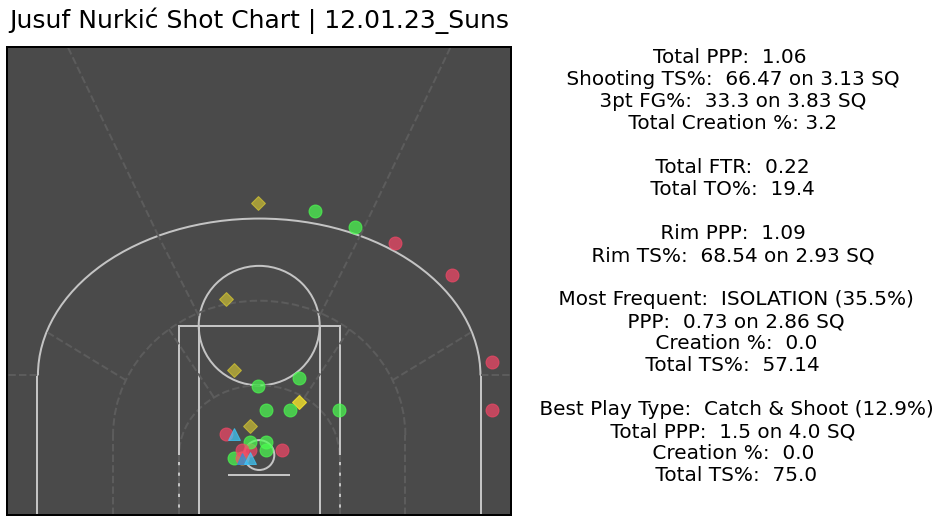 Jusuf Nurkić Shot Chart | 12.01.23_Suns
Total PPP: 1.06
Shooting TS%: 66.47 on 3.13 SQ
3pt FG%: 33.3 on 3.83 SQ
Total Creation %: 3.2
Total FTR: 0.22
Total TO%: 19.4
Rim PPP: 1.09
Rim TS%: 68.54 on 2.93 SQ
Most Frequent: ISOLATION (35.5%)
PPP: 0.73 on 2.86 SQ
Creation %: 0.0
Total TS%: 57.14
Best Play Type: Catch & Shoot (12.9%)
Total PPP: 1.5 on 4.0 SQ
Creation %: 0.0
Total TS%: 75.0